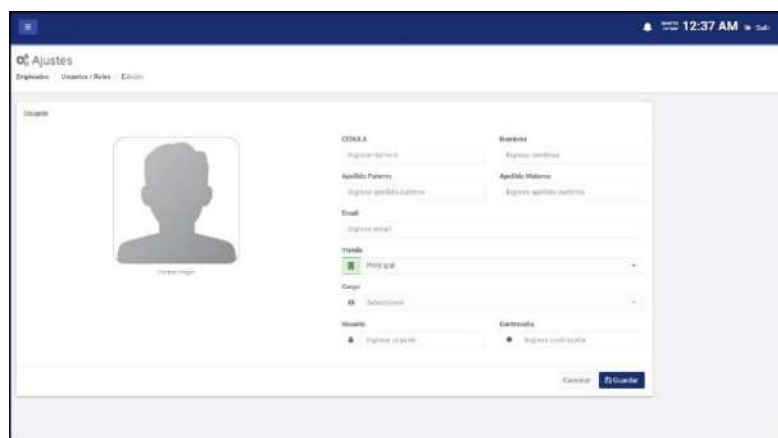 12:37 AM Salir
Ajustes
Empleados Usuarios / Roles Edición
Usuario
CEDULA Nombres
Ingrese número Ingrese nombres
Apellido Paterno Apellido Materno
Ingrese apellido paterno Ingrese apellido materno
Email
Ingrese email
Tienda
Principal
Cargo
Seleccione
Usuario Contraseña
Ingrese usuario Ingrese contraseña
Cancelar Guardar